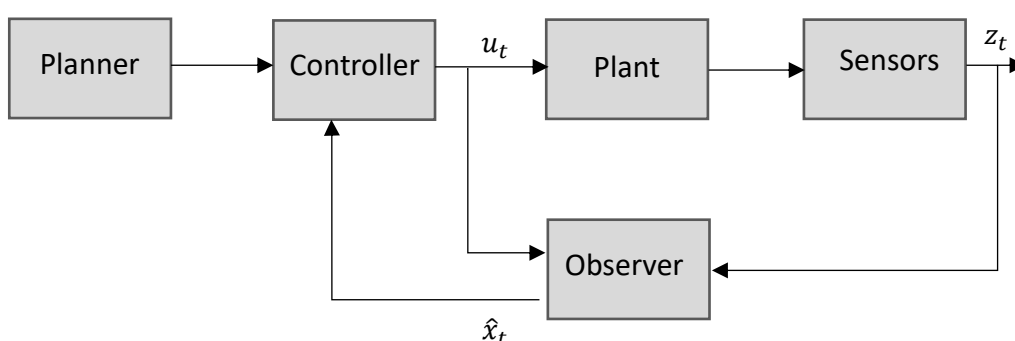 Planner
Controller
u_t
Plant
Sensors
z_t
Observer
x̂_t